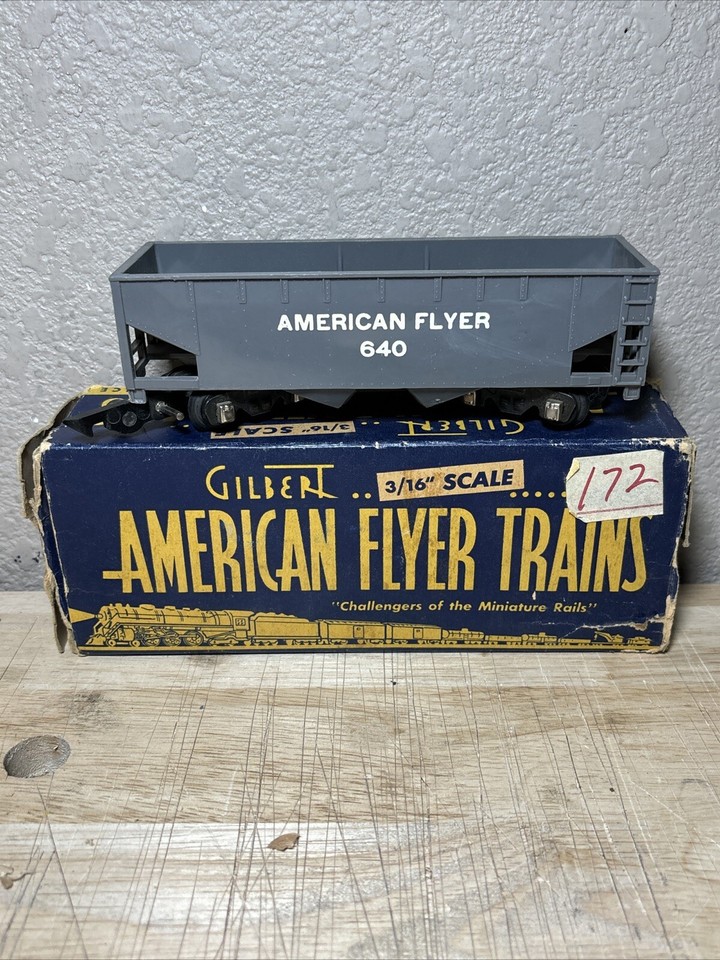 AMERICAN FLYER
640
3/16" SCALE
GILBERT
GILBERT
3/16" SCALE
172
AMERICAN FLYER TRAINS
"Challengers of the Miniature Rails"